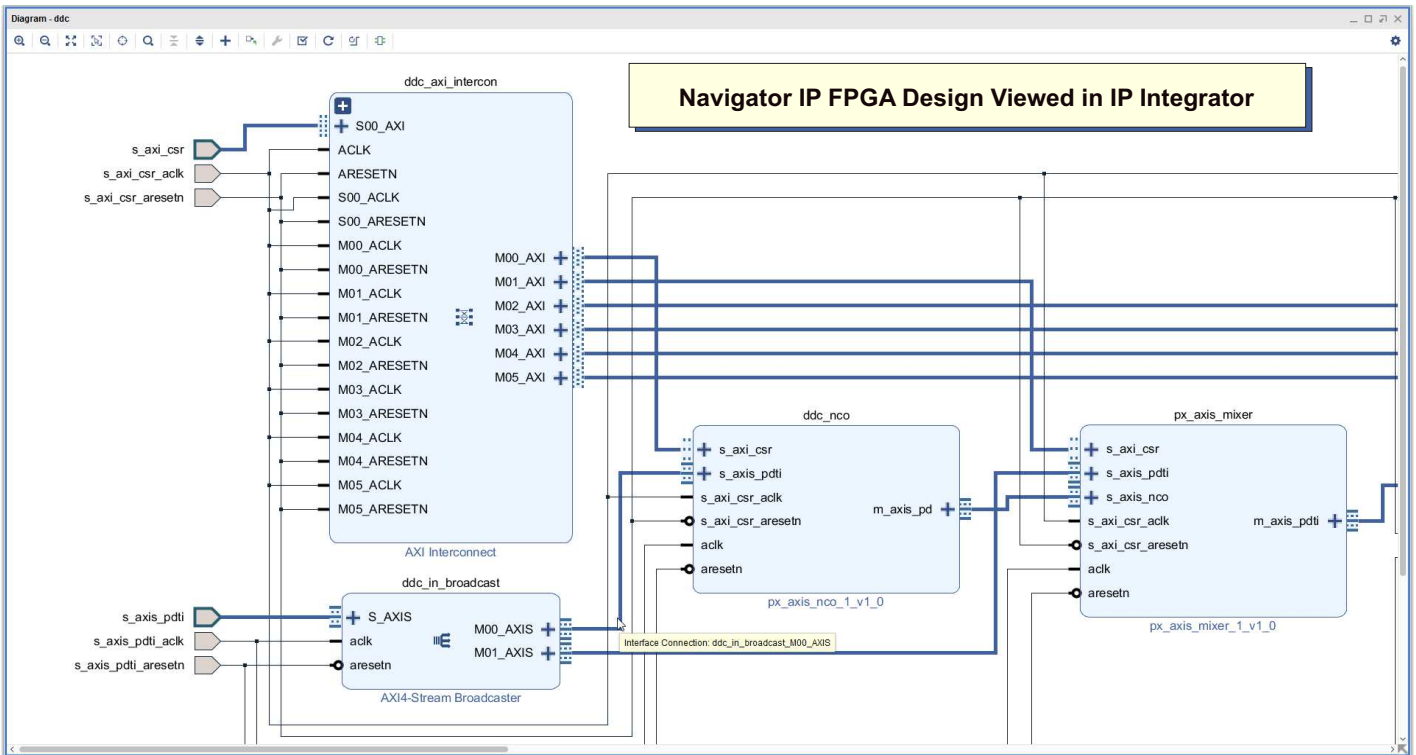 Diagram - ddc
Navigator IP FPGA Design Viewed in IP Integrator
ddc_axi_intercon
S00_AXI
ACLK
ARESETN
S00_ACLK
S00_ARESETN
M00_ACLK
M00_ARESETN
M01_ACLK
M01_ARESETN
M02_ACLK
M02_ARESETN
M03_ACLK
M03_ARESETN
M04_ACLK
M04_ARESETN
M05_ACLK
M05_ARESETN
M00_AXI
M01_AXI
M02_AXI
M03_AXI
M04_AXI
M05_AXI
AXI Interconnect
s_axi_csr
s_axi_csr_aclk
s_axi_csr_aresetn
ddc_nco
s_axi_csr
s_axis_pdti
s_axi_csr_aclk
s_axi_csr_aresetn
aclk
aresetn
m_axis_pd
px_axis_nco_1_v1_0
px_axis_mixer
s_axi_csr
s_axis_pdti
s_axis_nco
s_axi_csr_aclk
s_axi_csr_aresetn
aclk
aresetn
m_axis_pdti
px_axis_mixer_1_v1_0
s_axis_pdti
s_axis_pdti_aclk
s_axis_pdti_aresetn
ddc_in_broadcast
S_AXIS
aclk
aresetn
M00_AXIS
M01_AXIS
AXI4-Stream Broadcaster
Interface Connection: ddc_in_broadcast_M00_AXIS